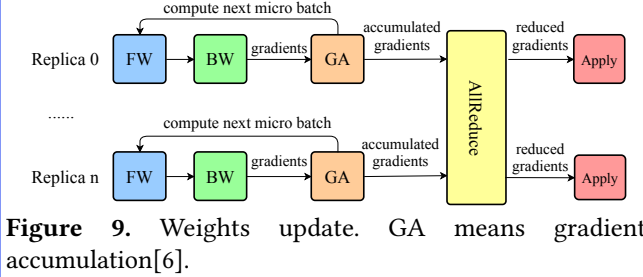 compute next micro batch
Replica 0 FW BW gradients GA accumulated gradients AllReduce reduced gradients Apply
......
compute next micro batch
Replica n FW BW gradients GA accumulated gradients reduced gradients Apply
Figure 9. Weights update. GA means gradient
accumulation[6].